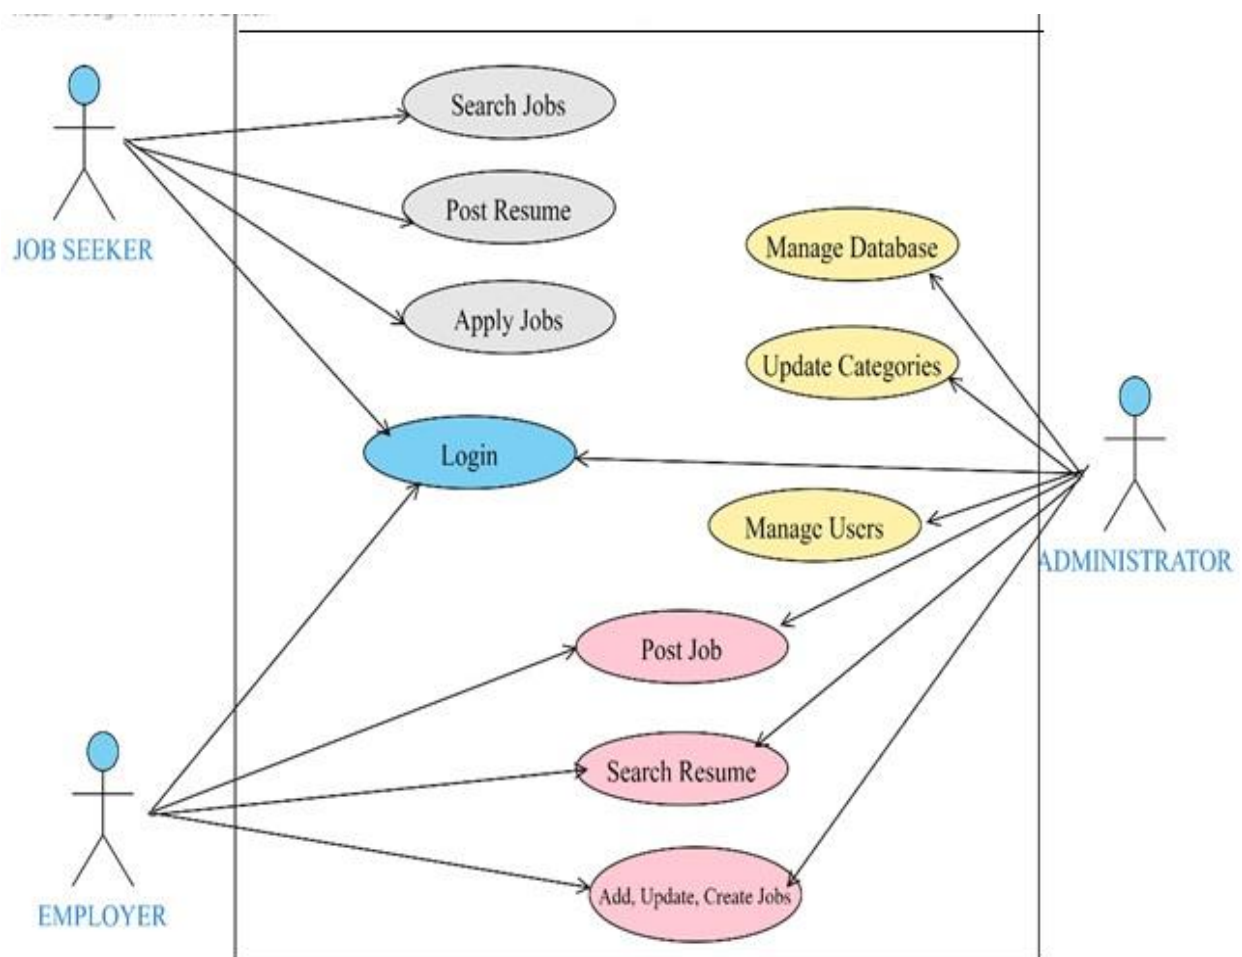 Search Jobs
JOB SEEKER
Post Resume
Manage Database
Apply Jobs
Update Categories
Login
Manage Users
ADMINISTRATOR
Post Job
Search Resume
EMPLOYER
Add, Update, Create Jobs